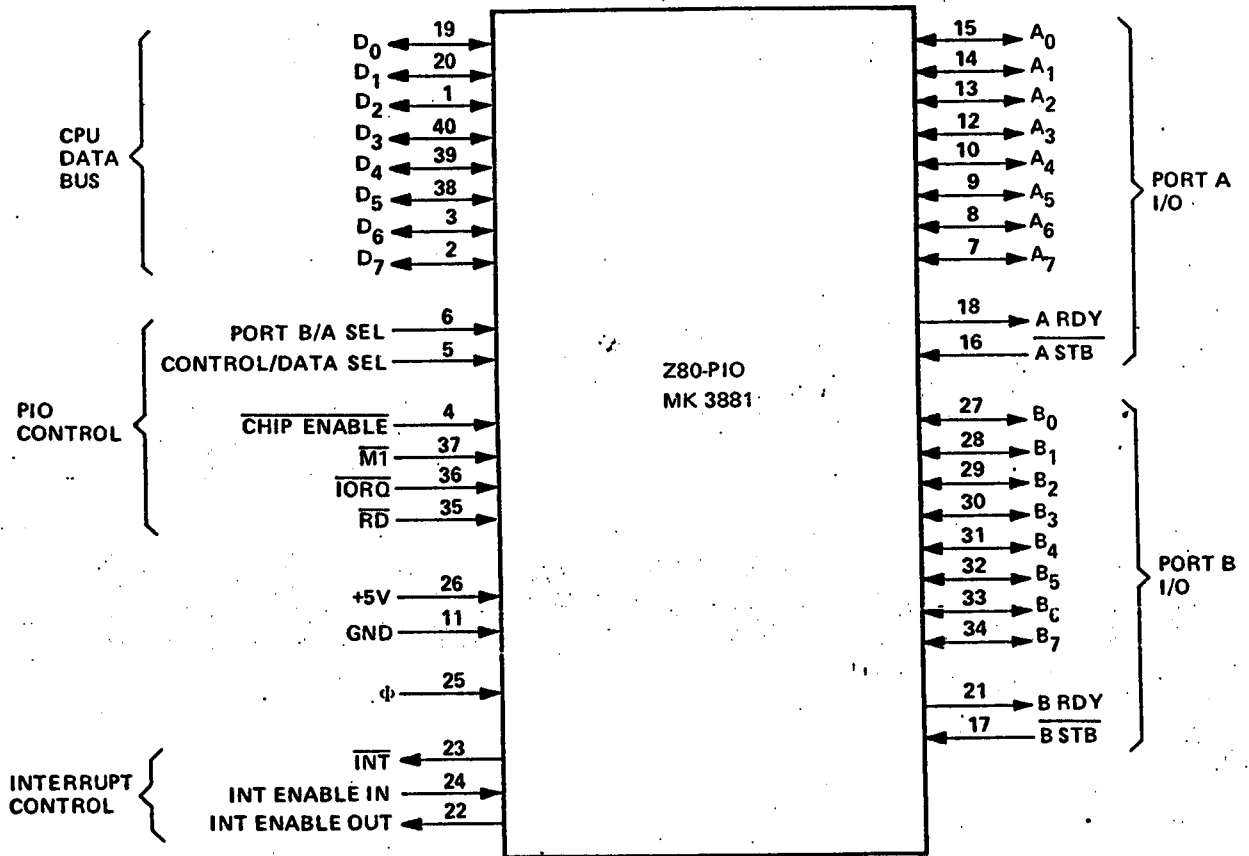 CPU
DATA
BUS
D0 19
D1 20
D2 1
D3 40
D4 39
D5 38
D6 3
D7 2
PIO
CONTROL
PORT B/A SEL 6
CONTROL/DATA SEL 5
CHIP ENABLE 4
M1 37
IORQ 36
RD 35
+5V 26
GND 11
Φ 25
INTERRUPT
CONTROL
INT 23
INT ENABLE IN 24
INT ENABLE OUT 22
Z80-PIO
MK 3881
15 A0
14 A1
13 A2
12 A3
10 A4
9 A5
8 A6
7 A7
18 A RDY
16 A STB
PORT A
I/O
27 B0
28 B1
29 B2
30 B3
31 B4
32 B5
33 B6
34 B7
21 B RDY
17 B STB
PORT B
I/O